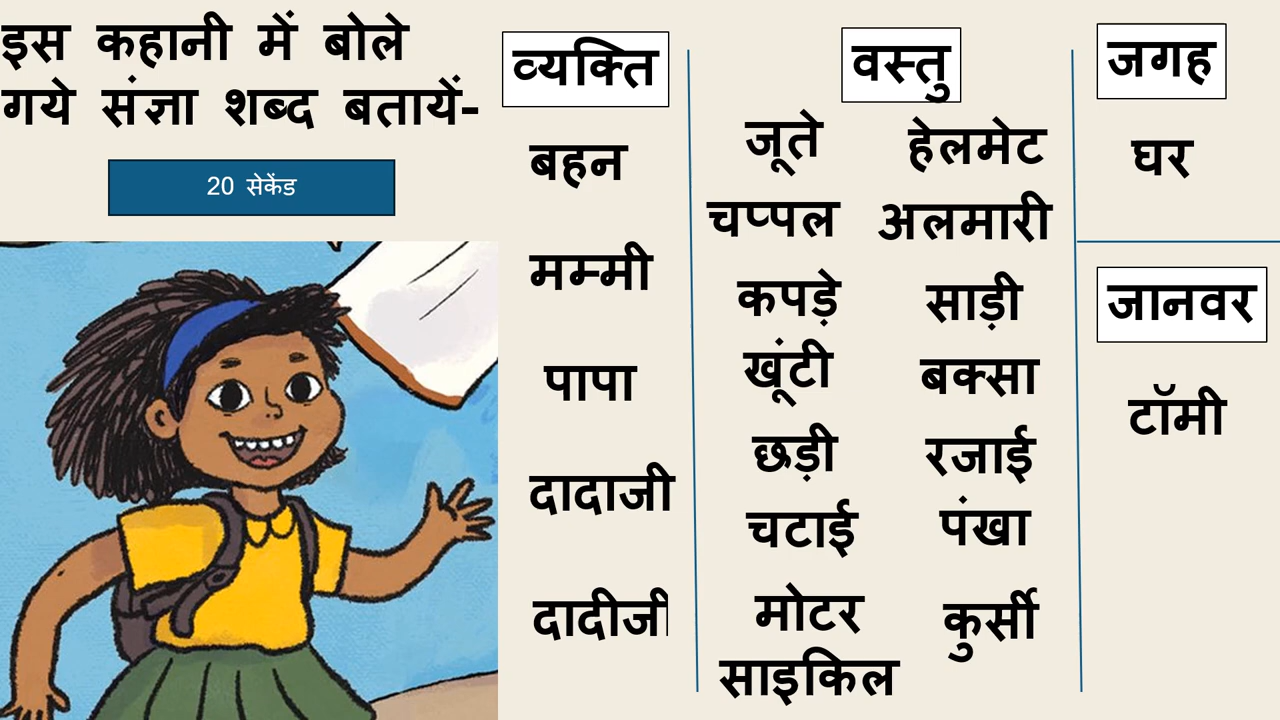 इस कहानी में बोले
गये संज्ञा शब्द बतायें-
20 सेकेंड
व्यक्ति
बहन
मम्मी
पापा
दादाजी
दादीजी
वस्तु
जूते हेलमेट
चप्पल अलमारी
कपड़े साड़ी
खूंटी बक्सा
छड़ी रजाई
चटाई पंखा
मोटर कुर्सी
साइकिल
जगह
घर
जानवर
टॉमी